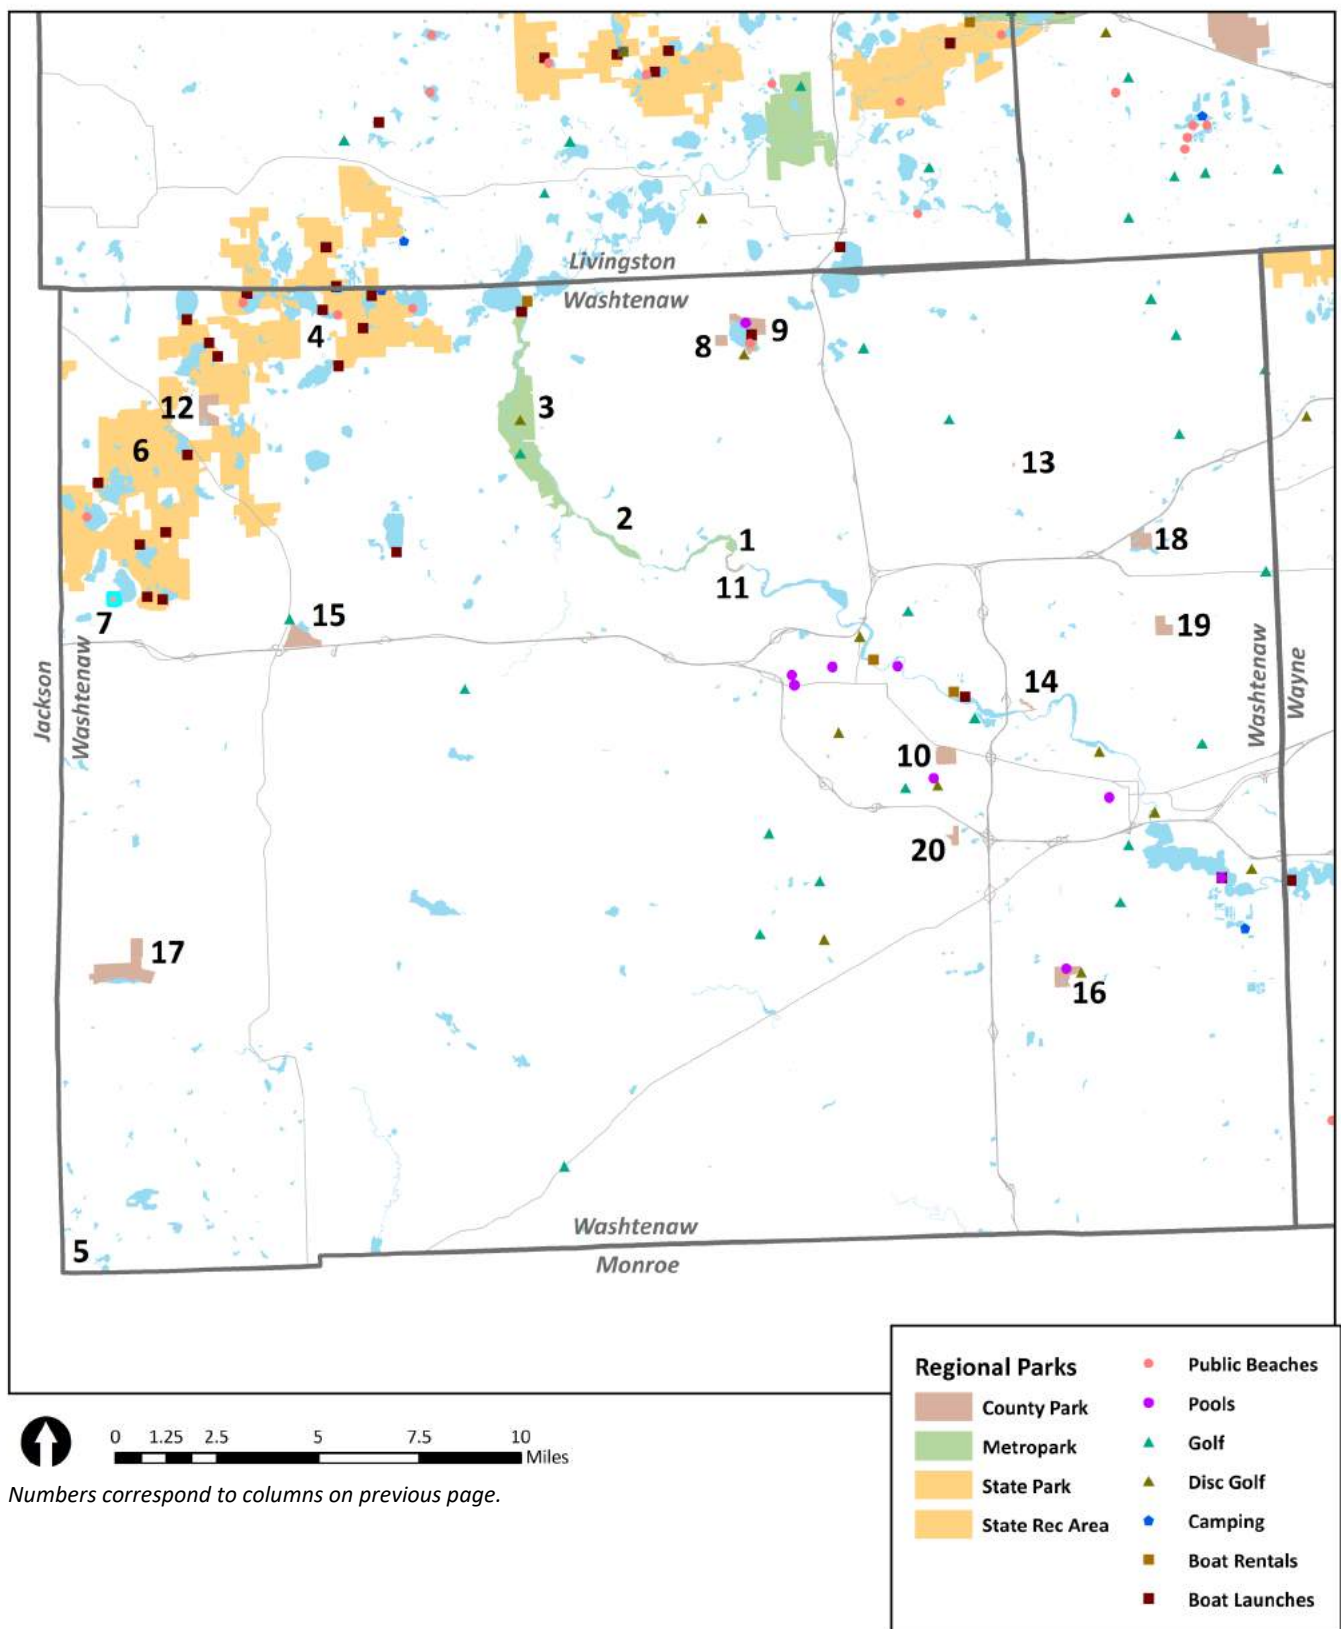 Livingston
Washtenaw
9
8
4
12
3
6
13
2
1
18
11
7
15
19
Jackson
Washtenaw
14
Washtenaw
Wayne
10
20
17
16
5
Washtenaw
Monroe
Regional Parks
County Park
Metropark
State Park
State Rec Area
Public Beaches
Pools
Golf
Disc Golf
Camping
Boat Rentals
Boat Launches
0 1.25 2.5 5 7.5 10
Miles
Numbers correspond to columns on previous page.